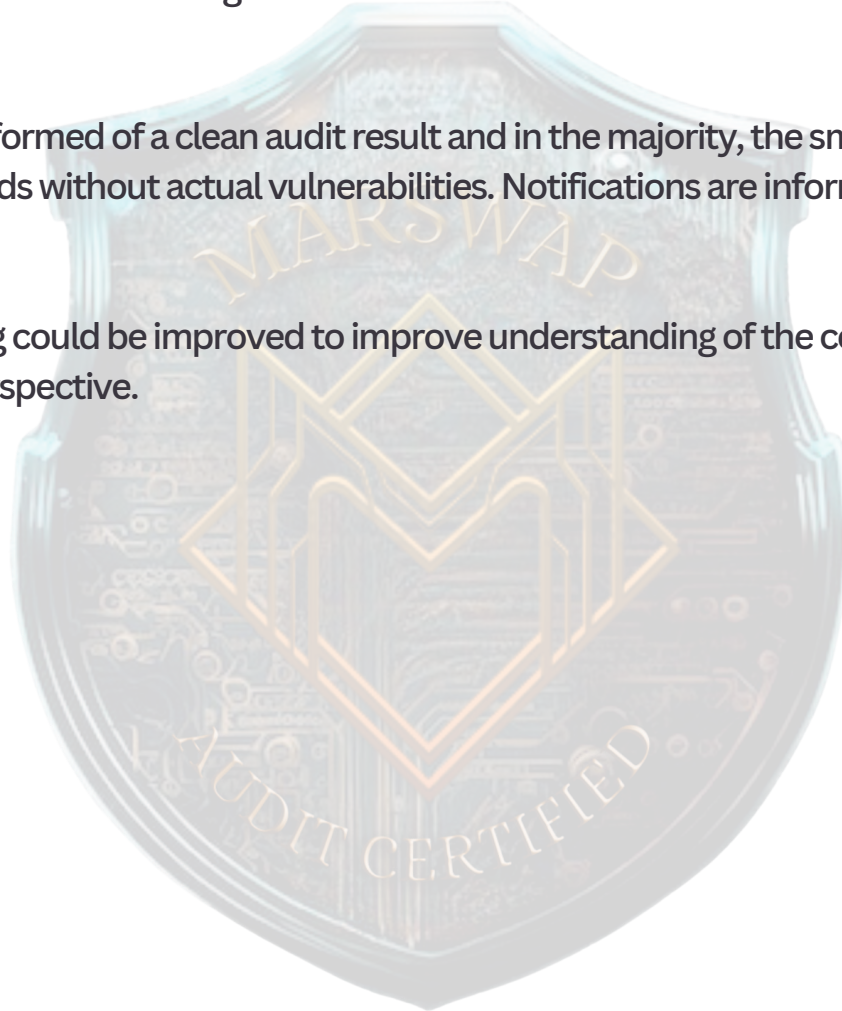 formed of a clean audit result and in the majority, the sm
ds without actual vulnerabilities. Notifications are infor
MARSWAP
g could be improved to improve understanding of the co
spective.
AUDIT CERTIFIED